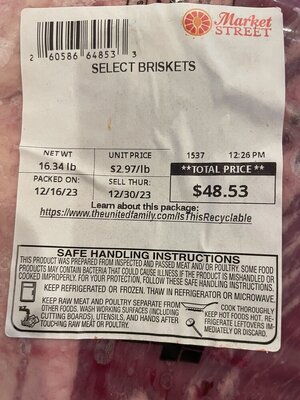 Market
STREET
2 60586 64853 3
SELECT BRISKETS
NET WT UNIT PRICE 1537 12:26 PM
16.34 lb $2.97/lb **TOTAL PRICE **
PACKED ON: SELL THUR: $48.53
12/16/23 12/30/23
Learn about this package:
https://www.theunitedfamily.com/IsThisRecyclable
SAFE HANDLING INSTRUCTIONS
THIS PRODUCT WAS PREPARED FROM INSPECTED AND PASSED MEAT AND/ OR POULTRY. SOME FOOD
PRODUCTS MAY CONTAIN BACTERIA THAT COULD CAUSE ILLNESS IF THE PRODUCT IS MISHANDLED OR
COOKED IMPROPERLY. FOR YOUR PROTECTION, FOLLOW THESE SAFE HANDLING INSTRUCTIONS.
KEEP REFRIGERATED OR FROZEN. THAW IN REFRIGERATOR OR MICROWAVE.
KEEP RAW MEAT AND POULTRY SEPARATE FROM
OTHER FOODS. WASH WORKING SURFACES (INCLUDING
CUTTING BOARDS), UTENSILS, AND HANDS AFTER
TOUCHING RAW MEAT OR POULTRY.
COOK THOROUGHLY
KEEP HOT FOODS HOT. RE-
FRIGERATE LEFTOVERS IM-
MEDIATELY OR DISCARD.